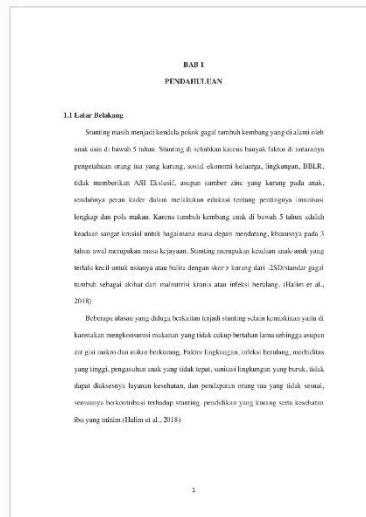 BAB 1
PENDAHULUAN
1.1 Latar Belakang
Stunting masih menjadi kendala pokok gagal tumbuh kembang yang di alami oleh
anak usia di bawah 5 tahun. Stunting di sebabkan karena banyak faktor di antaranya
pengetahuan orang tua yang kurang, sosial ekonomi keluarga, lingkungan, BBLR,
tidak memberikan ASI Ekslusif, asupan sumber zinc yang kurang pada anak,
rendahnya peran kader dalam melakukan edukasi tentang pentingnya imunisasi
lengkap dan pola makan. Karena tumbuh kembang anak di bawah 5 tahun adalah
keadaan sangat krusial untuk bagaimana masa depan mendatang, khususnya pada 3
tahun awal merupakan masa kejayaan. Stunting merupakan keadaan anak-anak yang
terlalu kecil untuk usianya atau balita dengan skor z kurang dari -2SD/standar gagal
tumbuh sebagai akibat dari malnutrisi kronis atau infeksi berulang. (Halim et al.,
2018)
Beberapa alasan yang diduga berkaitan terjadi stunting selain kemiskinan yaitu di
karenakan mengkonsumsi makanan yang tidak cukup bertahan lama sehingga asupan
zat gizi makro dan mikro berkurang. Faktor lingkungan, infeksi berulang, morbiditas
yang tinggi, pengasuhan anak yang tidak tepat, sanitasi lingkungan yang buruk, tidak
dapat diaksesnya layanan kesehatan, dan pendapatan orang tua yang tidak sesuai,
semuanya berkontribusi terhadap stunting, pendidikan yang kurang serta kesehatan
ibu yang minim.(Halim et al., 2018)
1